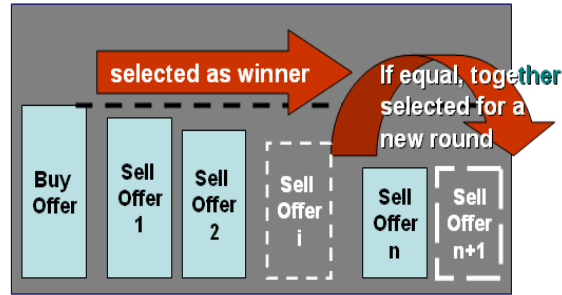 selected as winner
If equal, together
selected for a
new round
Buy
Offer
Sell
Offer
1
Sell
Offer
2
Sell
Offer
i
Sell
Offer
n
Sell
Offer
n+1